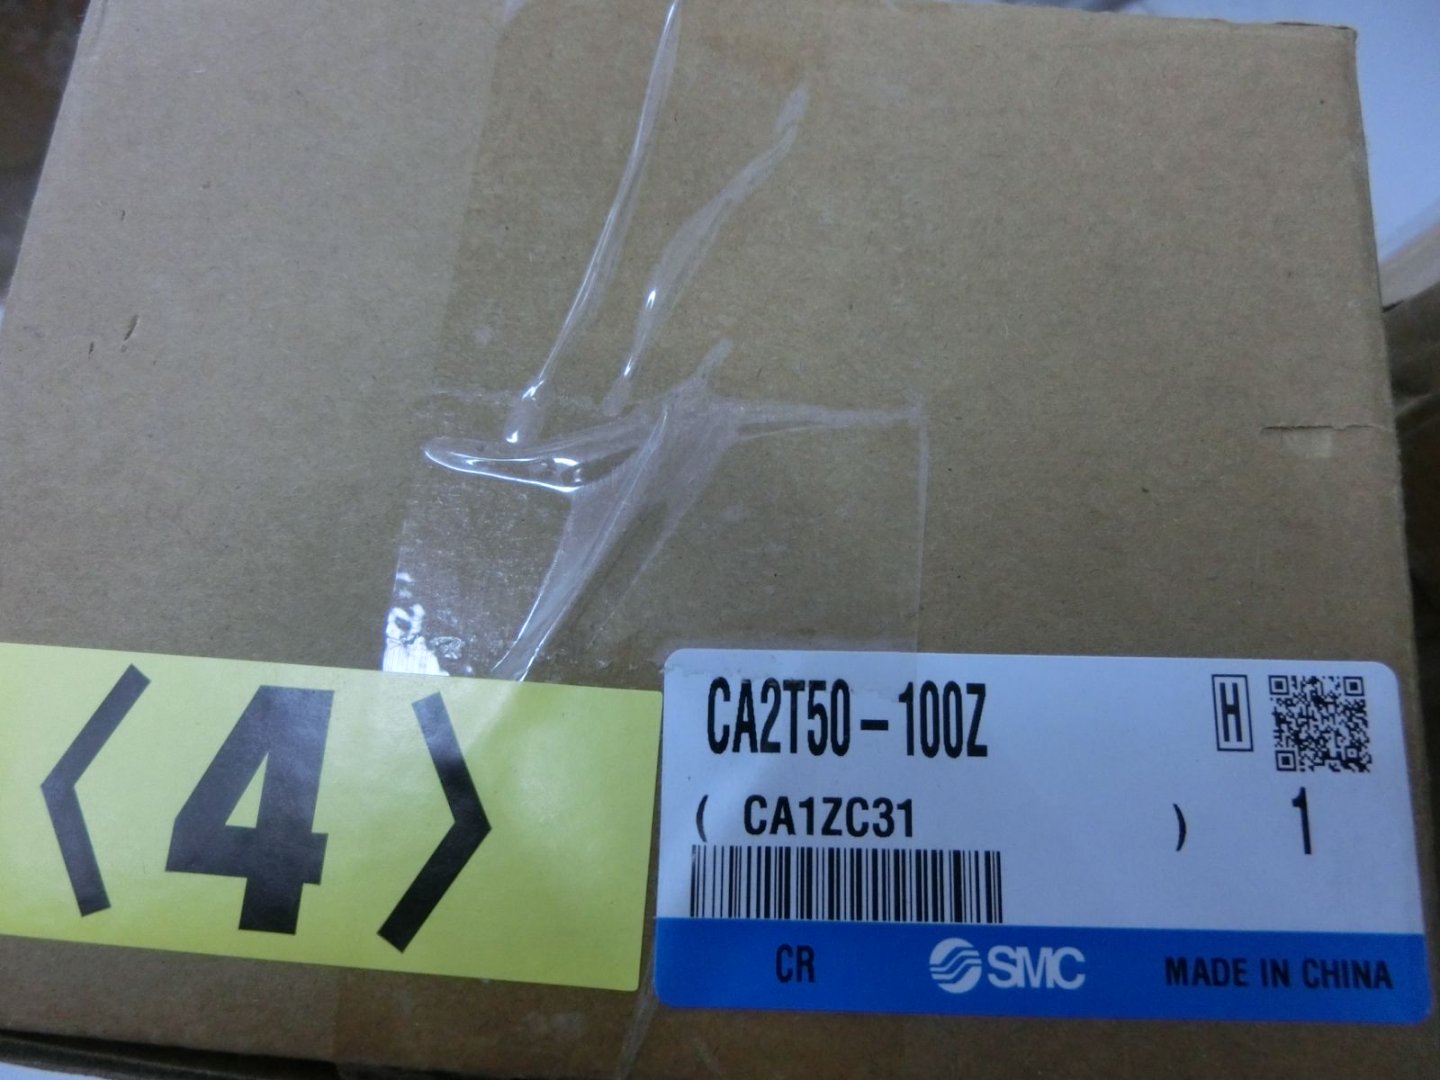 〈4〉
CA2T50-100Z
H
( CA1ZC31 ) 1
CR SMC MADE IN CHINA